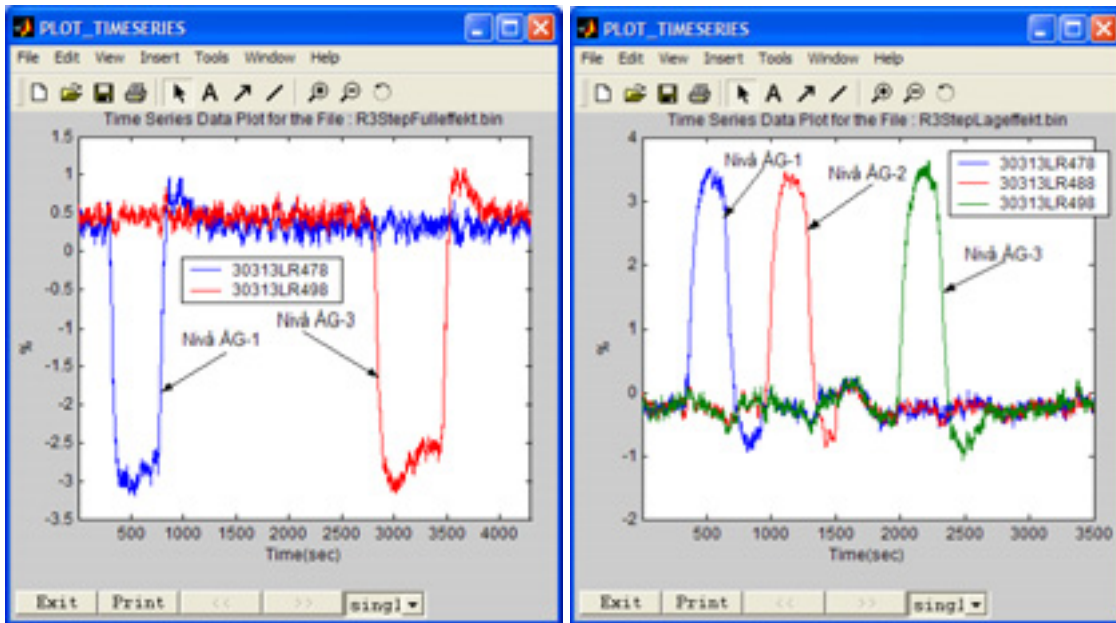 PLOT_TIMESERIES
File Edit View Insert Tools Window Help
Time Series Data Plot for the File : R3StepFulleffekt.bin
1.5
1
0.5
0
-0.5
-1
-1.5
-2
-2.5
-3
-3.5
%
30313LR478
30313LR498
Nivå ÅG-1
Nivå ÅG-3
500 1000 1500 2000 2500 3000 3500 4000
Time(sec)
Exit Print << >> singl
PLOT_TIMESERIES
File Edit View Insert Tools Window Help
Time Series Data Plot for the File : R3StepLageffekt.bin
4
3
2
1
0
-1
-2
%
Nivå ÅG-1
Nivå ÅG-2
30313LR478
30313LR488
30313LR498
Nivå ÅG-3
500 1000 1500 2000 2500 3000 3500
Time(sec)
Exit Print << >> singl